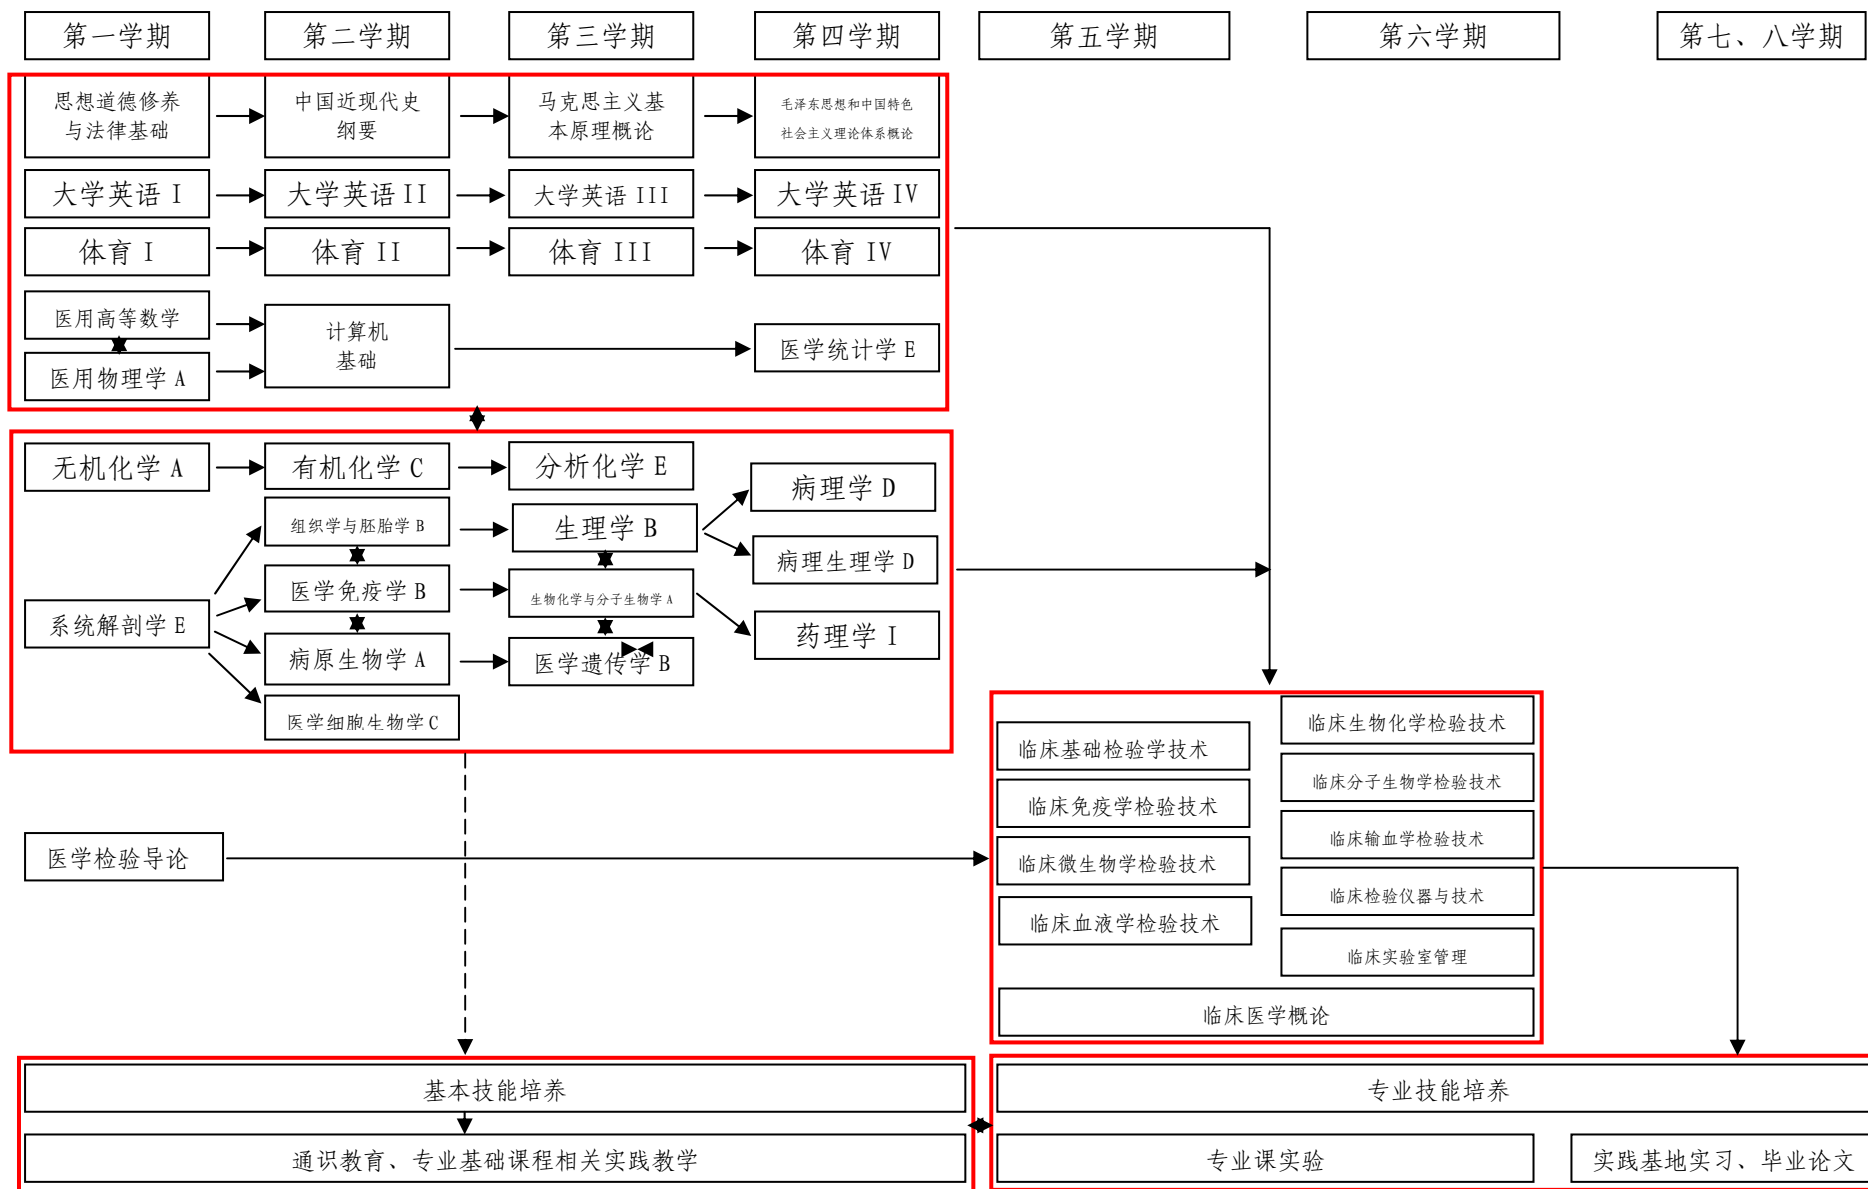 第一学期
第二学期
第三学期
第四学期
第五学期
第六学期
第七、八学期
思想道德修养
与法律基础
中国近现代史
纲要
马克思主义基
本原理概论
毛泽东思想和中国特色
社会主义理论体系概论
大学英语 I
大学英语 II
大学英语 III
大学英语 IV
体育 I
体育 II
体育 III
体育 IV
医用高等数学
医用物理学 A
计算机
基础
医学统计学 E
无机化学 A
有机化学 C
分析化学 E
病理学 D
组织学与胚胎学 B
生理学 B
病理生理学 D
医学免疫学 B
生物化学与分子生物学 A
系统解剖学 E
药理学 I
病原生物学 A
医学遗传学 B
医学细胞生物学 C
临床生物化学检验技术
临床基础检验学技术
临床分子生物学检验技术
临床免疫学检验技术
临床输血学检验技术
医学检验导论
临床微生物学检验技术
临床检验仪器与技术
临床血液学检验技术
临床实验室管理
临床医学概论
基本技能培养
专业技能培养
通识教育、专业基础课程相关实践教学
专业课实验
实践基地实习、毕业论文